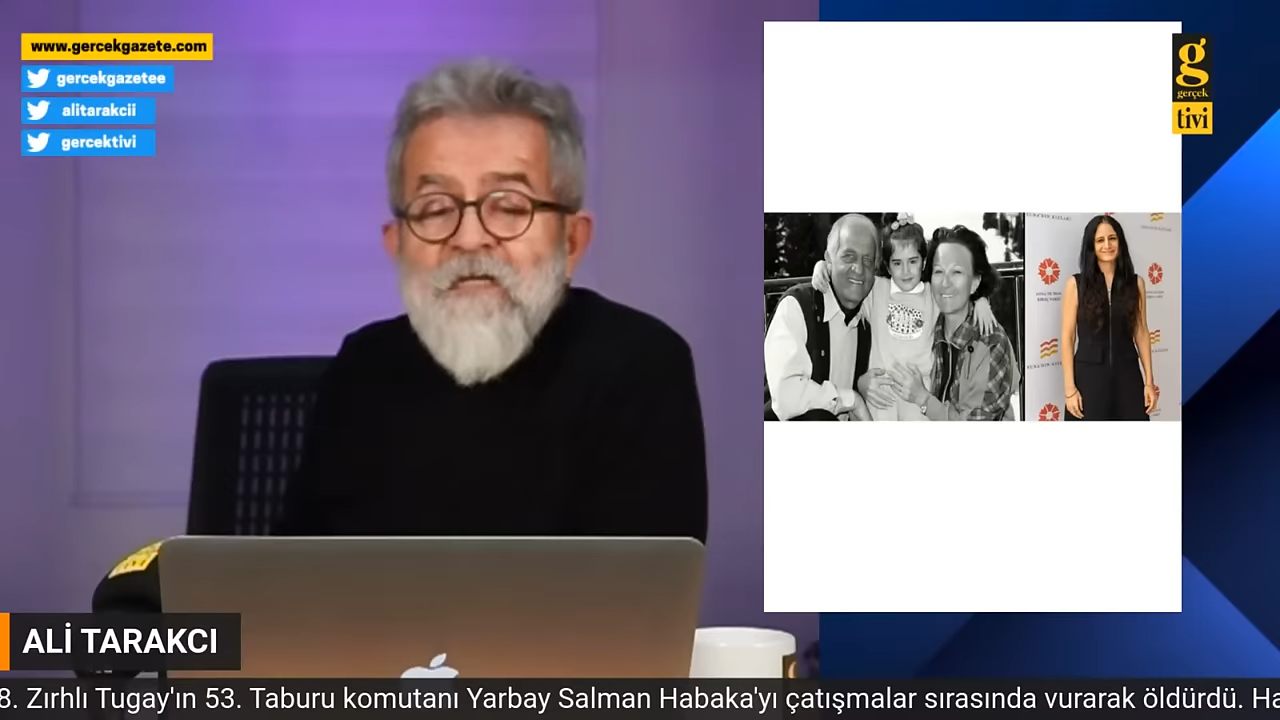 www.gercekgazete.com
gercekgazetee
alitarakcii
gercektivi
g
gerçek
tivi
ALİ TARAKCI
8. Zırhlı Tugay'ın 53. Taburu komutanı Yarbay Salman Habaka'yı çatışmalar sırasında vurarak öldürdü. Ha